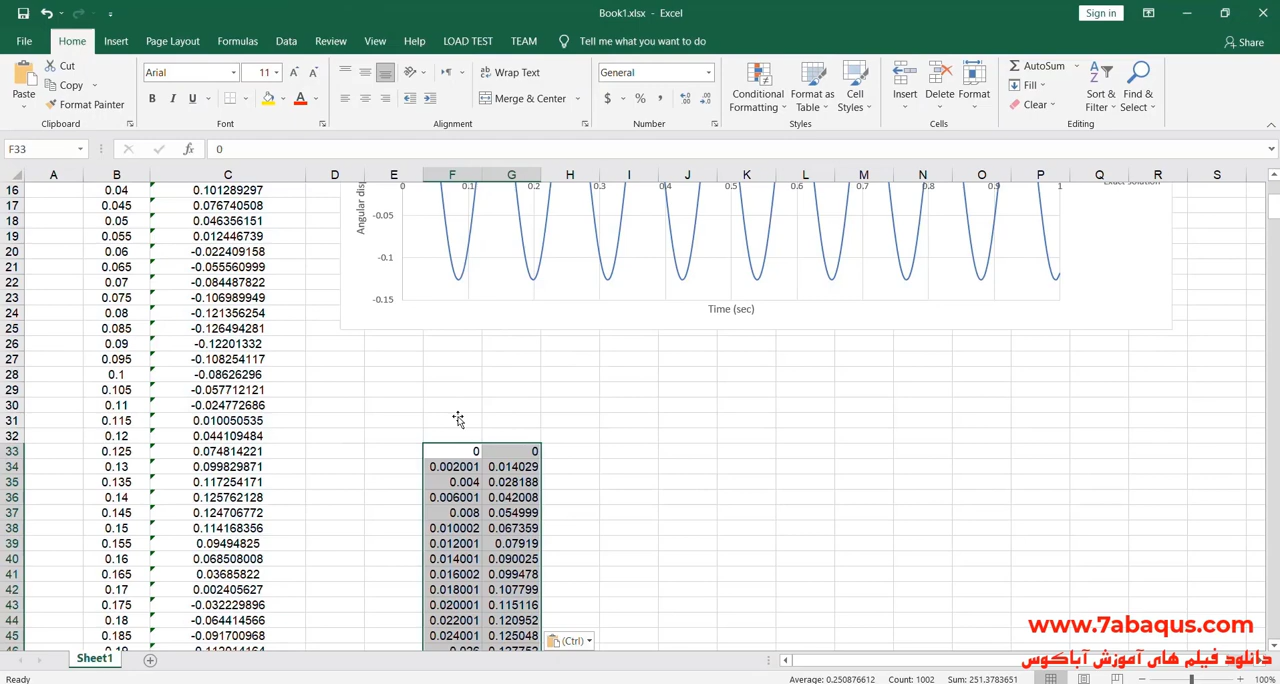 Book1.xlsx - Excel
Sign in
File Home Insert Page Layout Formulas Data Review View Help LOAD TEST TEAM Tell me what you want to do Share
Paste
Cut
Copy
Format Painter
Clipboard
Arial 11
B I U A
Font
Wrap Text
Merge & Center
Alignment
General
$ % ,
Number
Conditional Formatting
Format as Table
Cell Styles
Styles
Insert Delete Format
Cells
AutoSum
Fill
Clear
Sort & Filter
Find & Select
Editing
F33 fx 0
A B C D E F G H I J K L M N O P Q R S
16 0.04 0.101289297
17 0.045 0.076740508
18 0.05 0.046356151
19 0.055 0.012446739
20 0.06 -0.022409158
21 0.065 -0.055560999
22 0.07 -0.084487822
23 0.075 -0.106989949
24 0.08 -0.121356254
25 0.085 -0.126494281
26 0.09 -0.12201332
27 0.095 -0.108254117
28 0.1 -0.08626296
29 0.105 -0.057712121
30 0.11 -0.024772686
31 0.115 0.010050535
32 0.12 0.044109484
33 0.125 0.074814221 0 0
34 0.13 0.099829871 0.002001 0.014029
35 0.135 0.117254171 0.004 0.028188
36 0.14 0.125762128 0.006001 0.042008
37 0.145 0.124706772 0.008 0.054999
38 0.15 0.114168356 0.010002 0.067359
39 0.155 0.09494825 0.012001 0.07919
40 0.16 0.068508008 0.014001 0.090025
41 0.165 0.03685822 0.016002 0.099478
42 0.17 0.002405627 0.018001 0.107799
43 0.175 -0.032229896 0.020001 0.115116
44 0.18 -0.064414566 0.022001 0.120952
45 0.185 -0.091700968 0.024001 0.125048
0 0.1 0.2 0.3 0.4 0.5 0.6 0.7 0.8 0.9 1
-0.05
-0.1
-0.15
Angular disp
Time (sec)
(Ctrl)
www.7abaqus.com
دانلود فیلم های آموزش آباکوس
Sheet1
Ready
Average: 0.250876612 Count: 1002 Sum: 251.3783651
100%